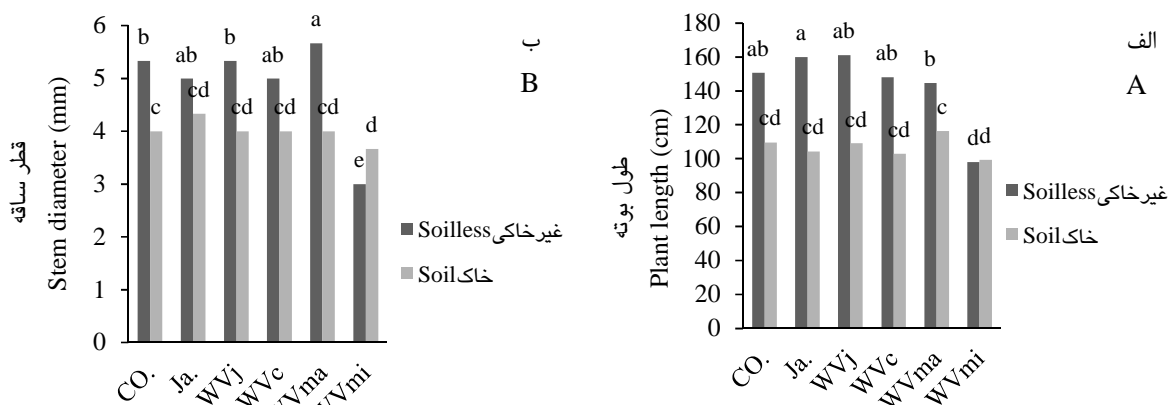 ب
B
قطر ساقه
Stem diameter (mm)
6
5
4
3
2
1
0
b
ab
b
ab
a
e
c
cd
cd
cd
cd
d
غیرخاکی Soilless
خاک Soil
CO.
Ja.
WVj
WVc
WVma
WVmi
الف
A
طول بوته
Plant length (cm)
180
160
140
120
100
80
60
40
20
0
ab
a
ab
ab
b
d
cd
cd
cd
cd
c
d
غیرخاکی Soilless
خاک Soil
CO.
Ja.
WVj
WVc
WVma
WVmi